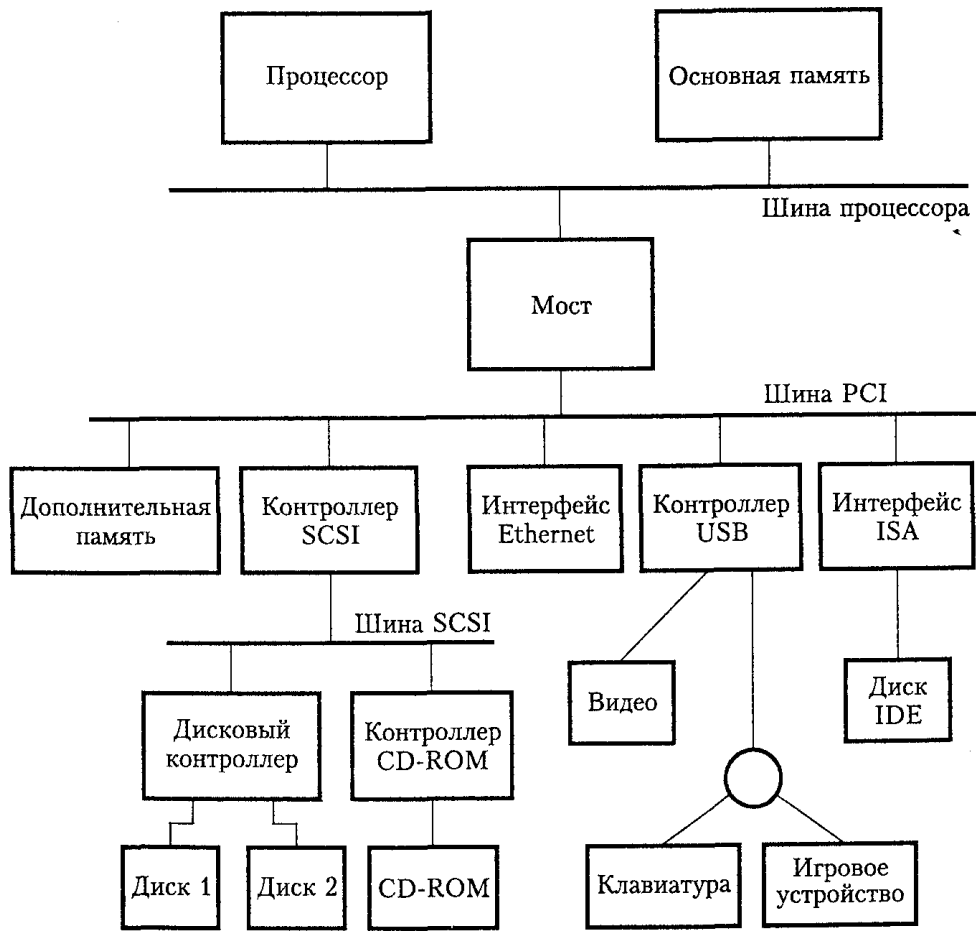 Процессор
Основная память
Шина процессора
Мост
Шина PCI
Дополнительная
память
Контроллер
SCSI
Интерфейс
Ethernet
Контроллер
USB
Интерфейс
ISA
Шина SCSI
Дисковый
контроллер
Контроллер
CD-ROM
Видео
Диск
IDE
Диск 1
Диск 2
CD-ROM
Клавиатура
Игровое
устройство